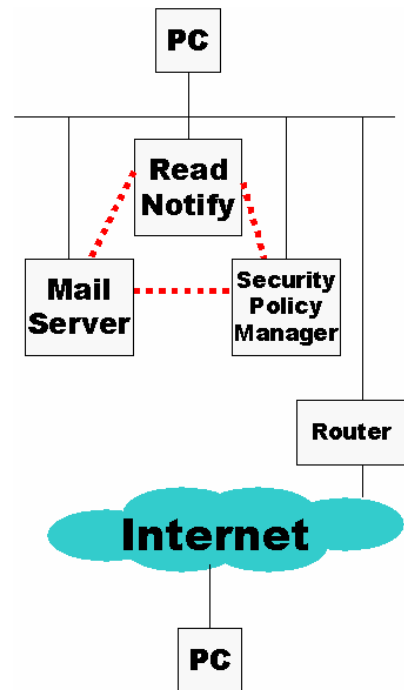 PC
Read
Notify
Mail
Server
Security
Policy
Manager
Router
Internet
PC